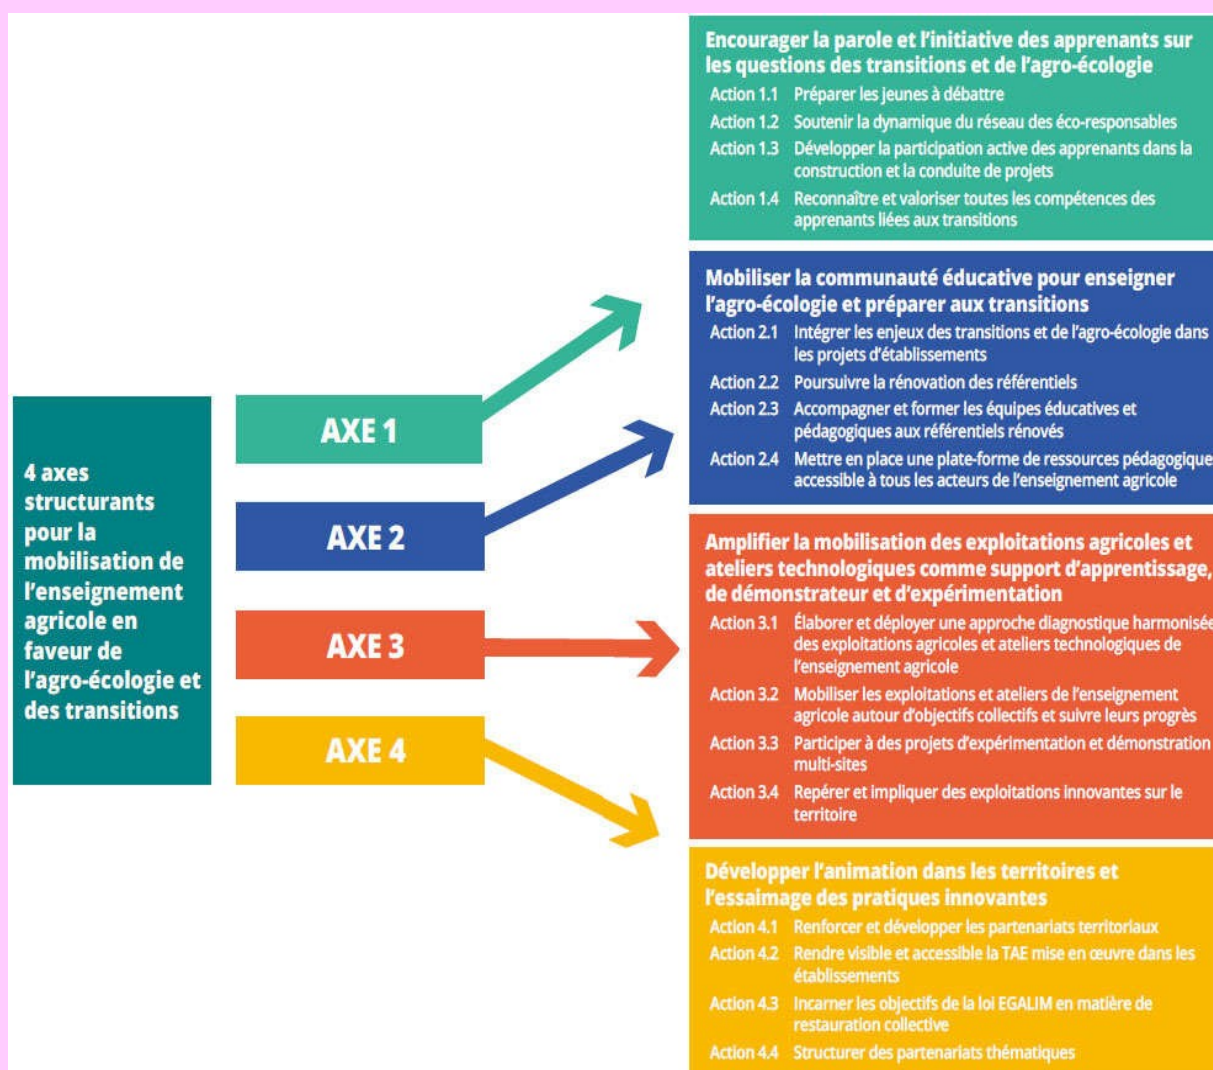 4 axes
structurants
pour la
mobilisation de
l'enseignement
agricole en
faveur de
l'agro-écologie et
des transitions
AXE 1
AXE 2
AXE 3
AXE 4
Encourager la parole et l'initiative des apprenants sur
les questions des transitions et de l'agro-écologie
Action 1.1 Préparer les jeunes à débattre
Action 1.2 Soutenir la dynamique du réseau des éco-responsables
Action 1.3 Développer la participation active des apprenants dans la
construction et la conduite de projets
Action 1.4 Reconnaître et valoriser toutes les compétences des
apprenants liées aux transitions
Mobiliser la communauté éducative pour enseigner
l'agro-écologie et préparer aux transitions
Action 2.1 Intégrer les enjeux des transitions et de l'agro-écologie dans
les projets d'établissements
Action 2.2 Poursuivre la rénovation des référentiels
Action 2.3 Accompagner et former les équipes éducatives et
pédagogiques aux référentiels rénovés
Action 2.4 Mettre en place une plate-forme de ressources pédagogique
accessible à tous les acteurs de l'enseignement agricole
Amplifier la mobilisation des exploitations agricoles et
ateliers technologiques comme support d'apprentissage,
de démonstrateur et d'expérimentation
Action 3.1 Élaborer et déployer une approche diagnostique harmonisée
des exploitations agricoles et ateliers technologiques de
l'enseignement agricole
Action 3.2 Mobiliser les exploitations et ateliers de l'enseignement
agricole autour d'objectifs collectifs et suivre leurs progrès
Action 3.3 Participer à des projets d'expérimentation et démonstration
multi-sites
Action 3.4 Repérer et impliquer des exploitations innovantes sur le
territoire
Développer l'animation dans les territoires et
l'essaimage des pratiques innovantes
Action 4.1 Renforcer et développer les partenariats territoriaux
Action 4.2 Rendre visible et accessible la TAE mise en œuvre dans les
établissements
Action 4.3 Incarner les objectifs de la loi EGALIM en matière de
restauration collective
Action 4.4 Structurer des partenariats thématiques